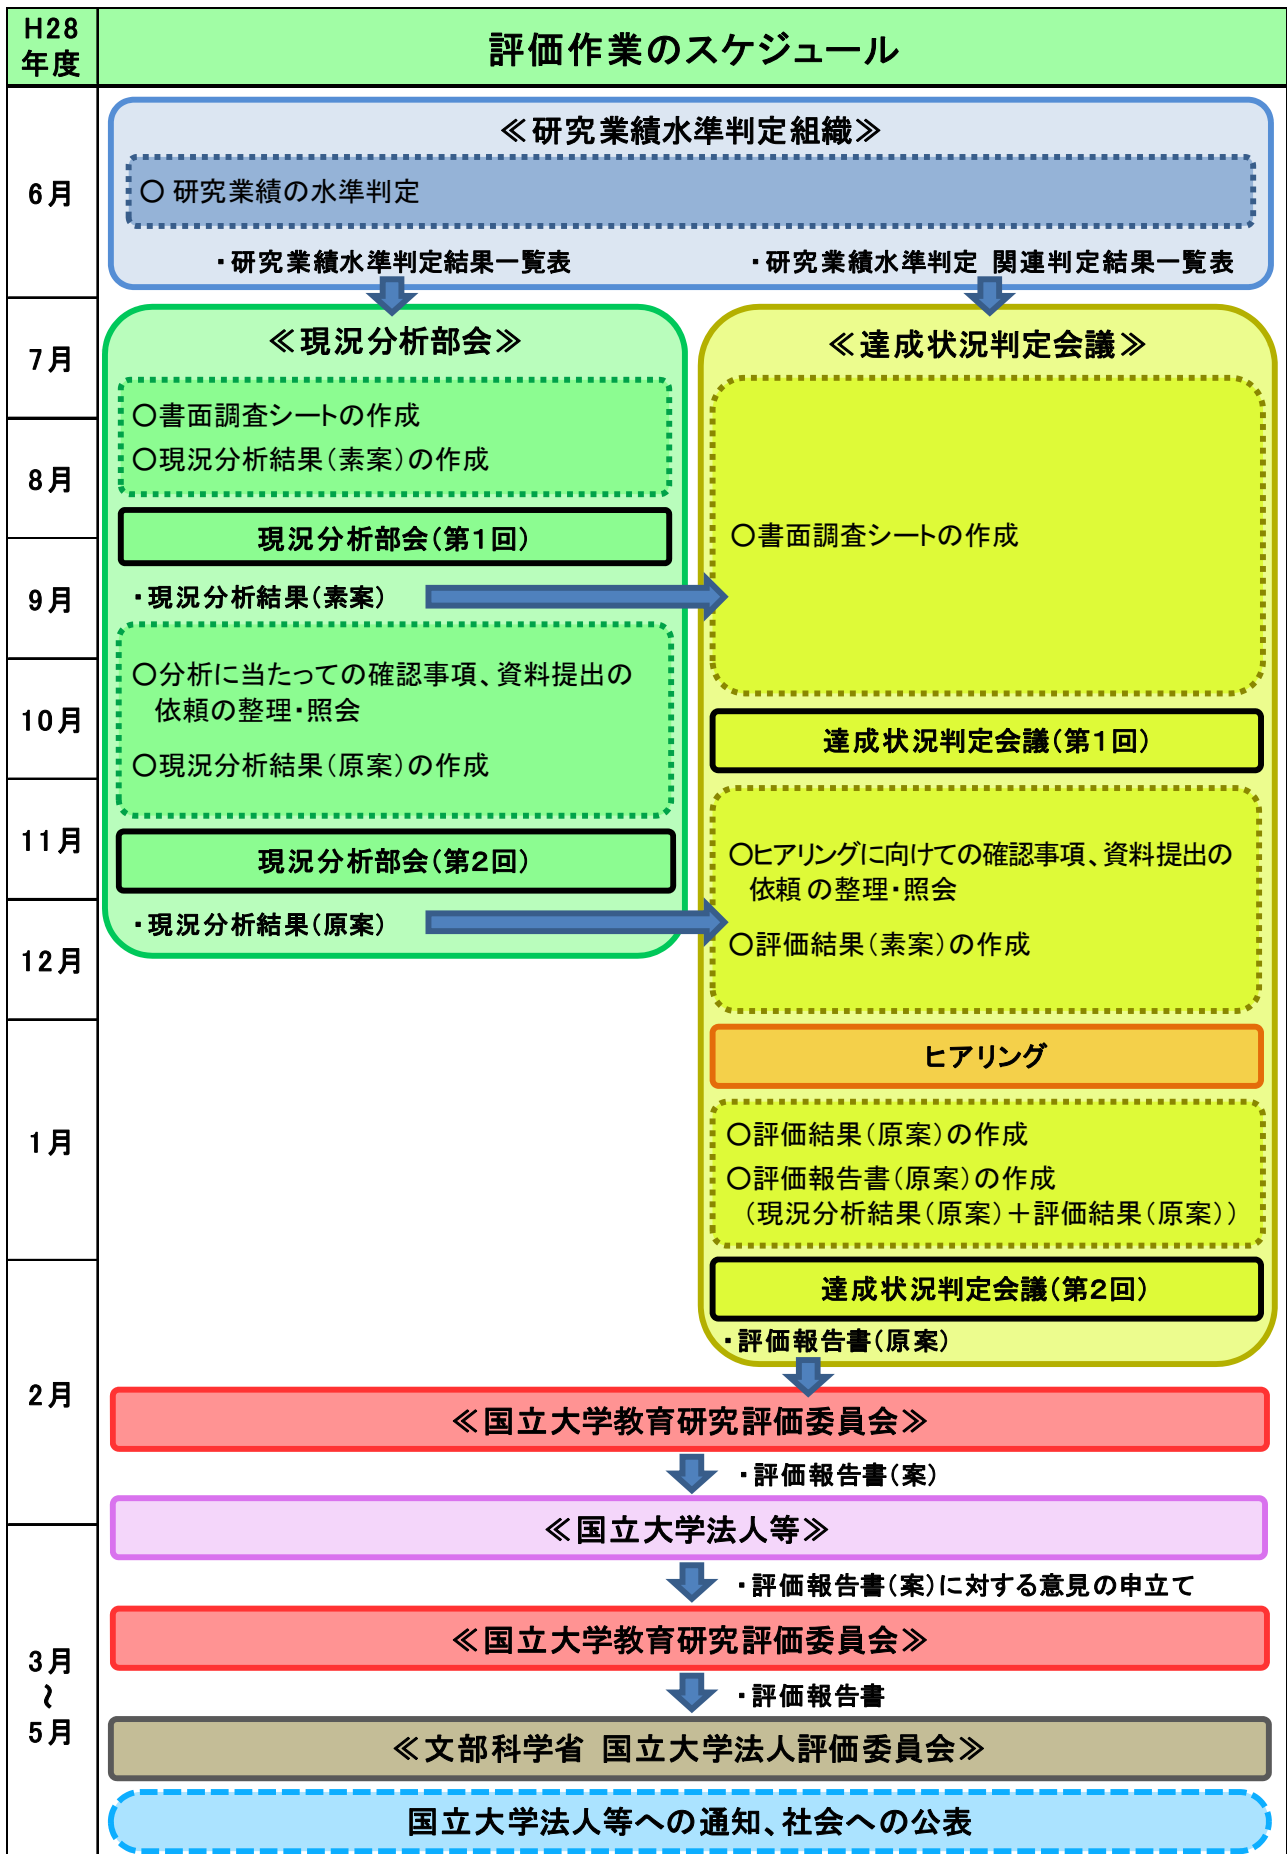 H28
年度
評価作業のスケジュール
6月
≪研究業績水準判定組織≫
○ 研究業績の水準判定
・研究業績水準判定結果一覧表
・研究業績水準判定 関連判定結果一覧表
7月
≪現況分析部会≫
○書面調査シートの作成
○現況分析結果(素案)の作成
8月
現況分析部会(第1回)
9月
・現況分析結果(素案)
○分析に当たっての確認事項、資料提出の
依頼の整理・照会
○現況分析結果(原案)の作成
10月
11月
現況分析部会(第2回)
・現況分析結果(原案)
12月
≪達成状況判定会議≫
○書面調査シートの作成
達成状況判定会議(第1回)
○ヒアリングに向けての確認事項、資料提出の
依頼 の整理・照会
○評価結果(素案)の作成
ヒアリング
1月
○評価結果(原案)の作成
○評価報告書(原案)の作成
(現況分析結果(原案)+評価結果(原案))
達成状況判定会議(第2回)
・評価報告書(原案)
2月
≪国立大学教育研究評価委員会≫
・評価報告書(案)
≪国立大学法人等≫
・評価報告書(案)に対する意見の申立て
3月
~
5月
≪国立大学教育研究評価委員会≫
・評価報告書
≪文部科学省 国立大学法人評価委員会≫
国立大学法人等への通知、社会への公表